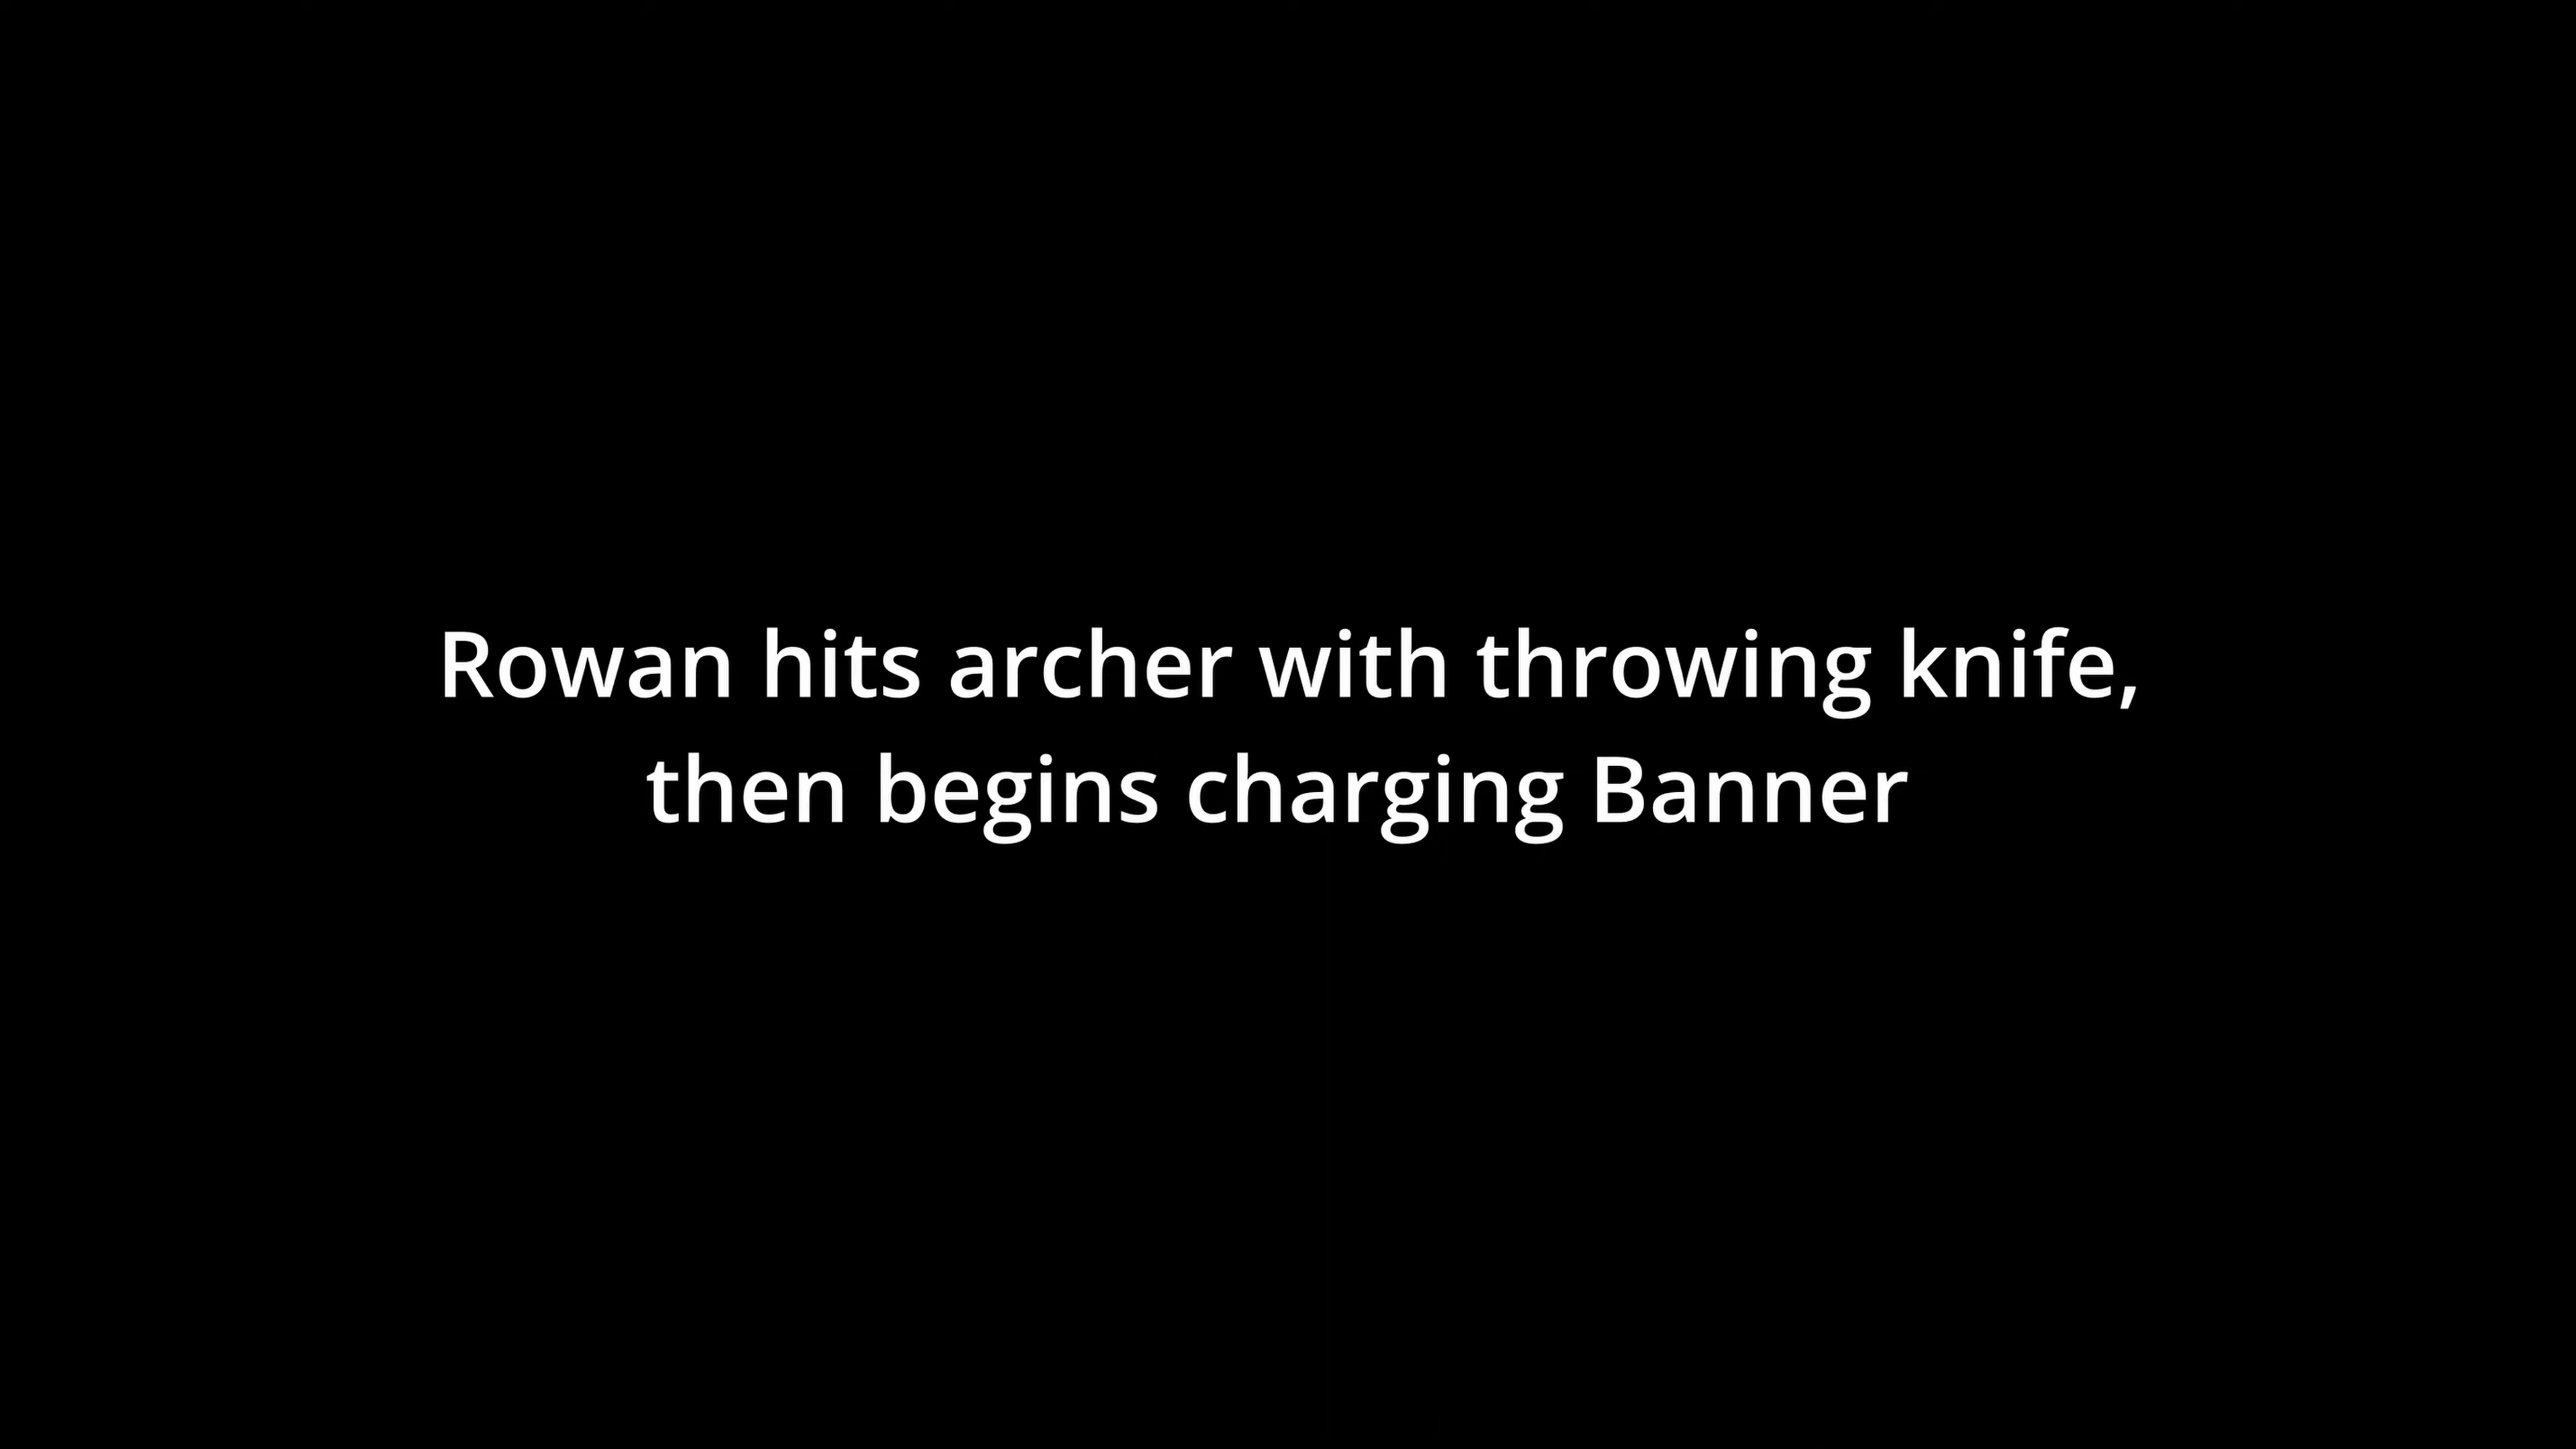 Rowan hits archer with throwing knife,
then begins charging Banner